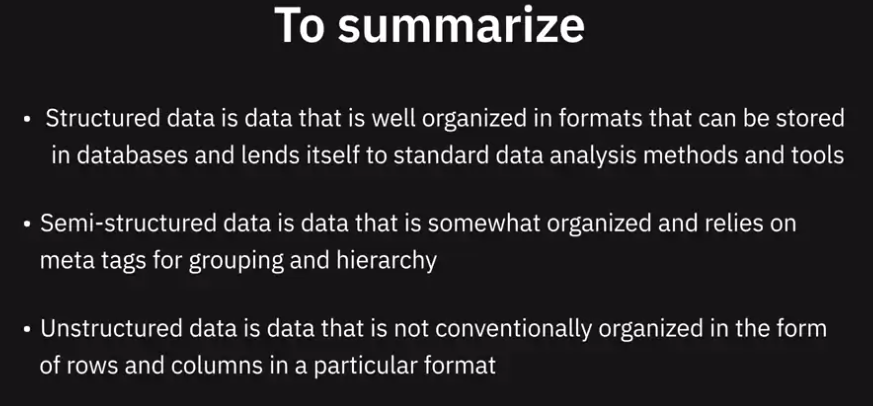 To summarize
• Structured data is data that is well organized in formats that can be stored
in databases and lends itself to standard data analysis methods and tools
• Semi-structured data is data that is somewhat organized and relies on
meta tags for grouping and hierarchy
• Unstructured data is data that is not conventionally organized in the form
of rows and columns in a particular format